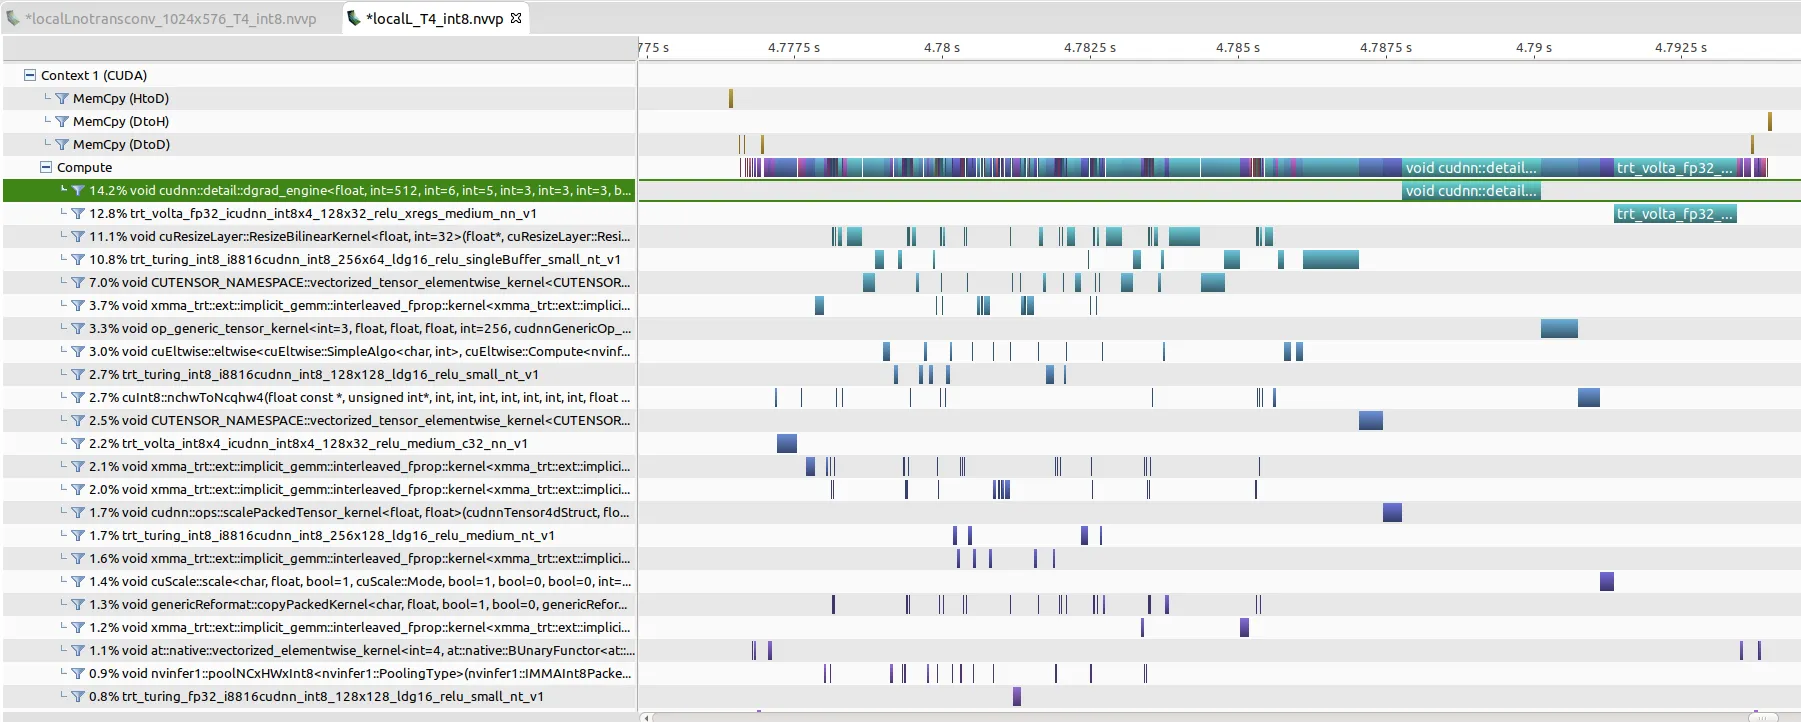 *localLnotransconv_1024x576_T4_int8.nvvp
*localL_T4_int8.nvvp
775 s 4.7775 s 4.78 s 4.7825 s 4.785 s 4.7875 s 4.79 s 4.7925 s
Context 1 (CUDA)
MemCpy (HtoD)
MemCpy (DtoH)
MemCpy (DtoD)
Compute void cudnn::detail... trt_volta_fp32_...
14.2% void cudnn::detail::dgrad_engine<float, int=512, int=6, int=5, int=3, int=3, int=3, b... void cudnn::detail...
12.8% trt_volta_fp32_icudnn_int8x4_128x32_relu_xregs_medium_nn_v1 trt_volta_fp32_...
11.1% void cuResizeLayer::ResizeBilinearKernel<float, int=32>(float*, cuResizeLayer::Resi...
10.8% trt_turing_int8_i8816cudnn_int8_256x64_ldg16_relu_singleBuffer_small_nt_v1
7.0% void CUTENSOR_NAMESPACE::vectorized_tensor_elementwise_kernel<CUTENSOR...
3.7% void xmma_trt::ext::implicit_gemm::interleaved_fprop::kernel<xmma_trt::ext::implici...
3.3% void op_generic_tensor_kernel<int=3, float, float, float, int=256, cudnnGenericOp_...
3.0% void cuEltwise::eltwise<cuEltwise::SimpleAlgo<char, int>, cuEltwise::Compute<nvinf...
2.7% trt_turing_int8_i8816cudnn_int8_128x128_ldg16_relu_small_nt_v1
2.7% cuInt8::nchwToNcqhw4(float const *, unsigned int*, int, int, int, int, int, int, float ...
2.5% void CUTENSOR_NAMESPACE::vectorized_tensor_elementwise_kernel<CUTENSOR...
2.2% trt_volta_int8x4_icudnn_int8x4_128x32_relu_medium_c32_nn_v1
2.1% void xmma_trt::ext::implicit_gemm::interleaved_fprop::kernel<xmma_trt::ext::implici...
2.0% void xmma_trt::ext::implicit_gemm::interleaved_fprop::kernel<xmma_trt::ext::implici...
1.7% void cudnn::ops::scalePackedTensor_kernel<float, float>(cudnnTensor4dStruct, flo...
1.7% trt_turing_int8_i8816cudnn_int8_256x128_ldg16_relu_medium_nt_v1
1.6% void xmma_trt::ext::implicit_gemm::interleaved_fprop::kernel<xmma_trt::ext::implici...
1.4% void cuScale::scale<char, float, bool=1, cuScale::Mode, bool=1, bool=0, bool=0, int=...
1.3% void genericReformat::copyPackedKernel<char, float, bool=1, bool=0, genericRefor...
1.2% void xmma_trt::ext::implicit_gemm::interleaved_fprop::kernel<xmma_trt::ext::implici...
1.1% void at::native::vectorized_elementwise_kernel<int=4, at::native::BUnaryFunctor<at::...
0.9% void nvinfer1::poolNCxHWxInt8<nvinfer1::PoolingType>(nvinfer1::IMMAInt8Packe...
0.8% trt_turing_fp32_i8816cudnn_int8_128x128_ldg16_relu_small_nt_v1